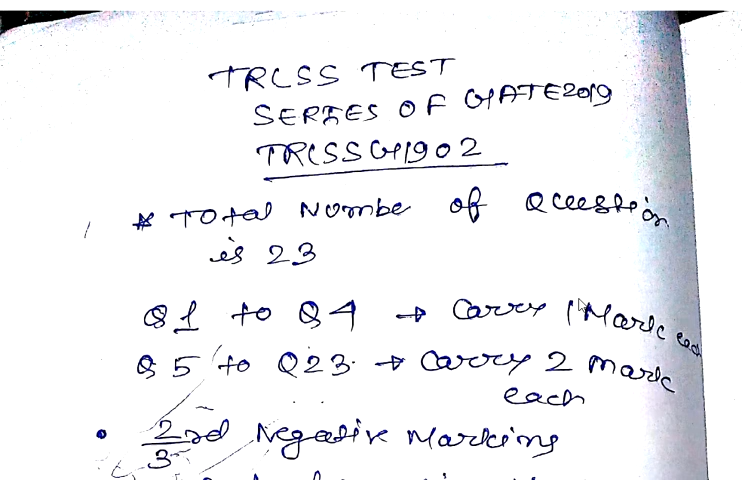 TRCSS TEST
SERIES OF GATE2019
TRCSSG1902
* TOtal Numbe of Question
is 23
Q1 to Q4 → Carry 1 Mark each
Q5 to Q23 → Carry 2 mark
each
• 2/3rd Negative Marking